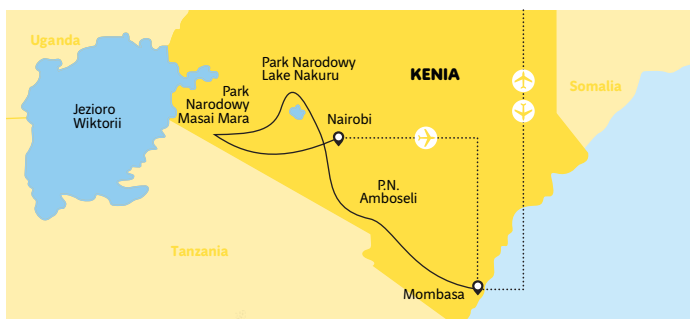 Uganda
Park Narodowy
Lake Nakuru
KENIA
Somalia
Park
Narodowy
Masai Mara
Jezioro
Wiktorii
Nairobi
P.N.
Amboseli
Tanzania
Mombasa